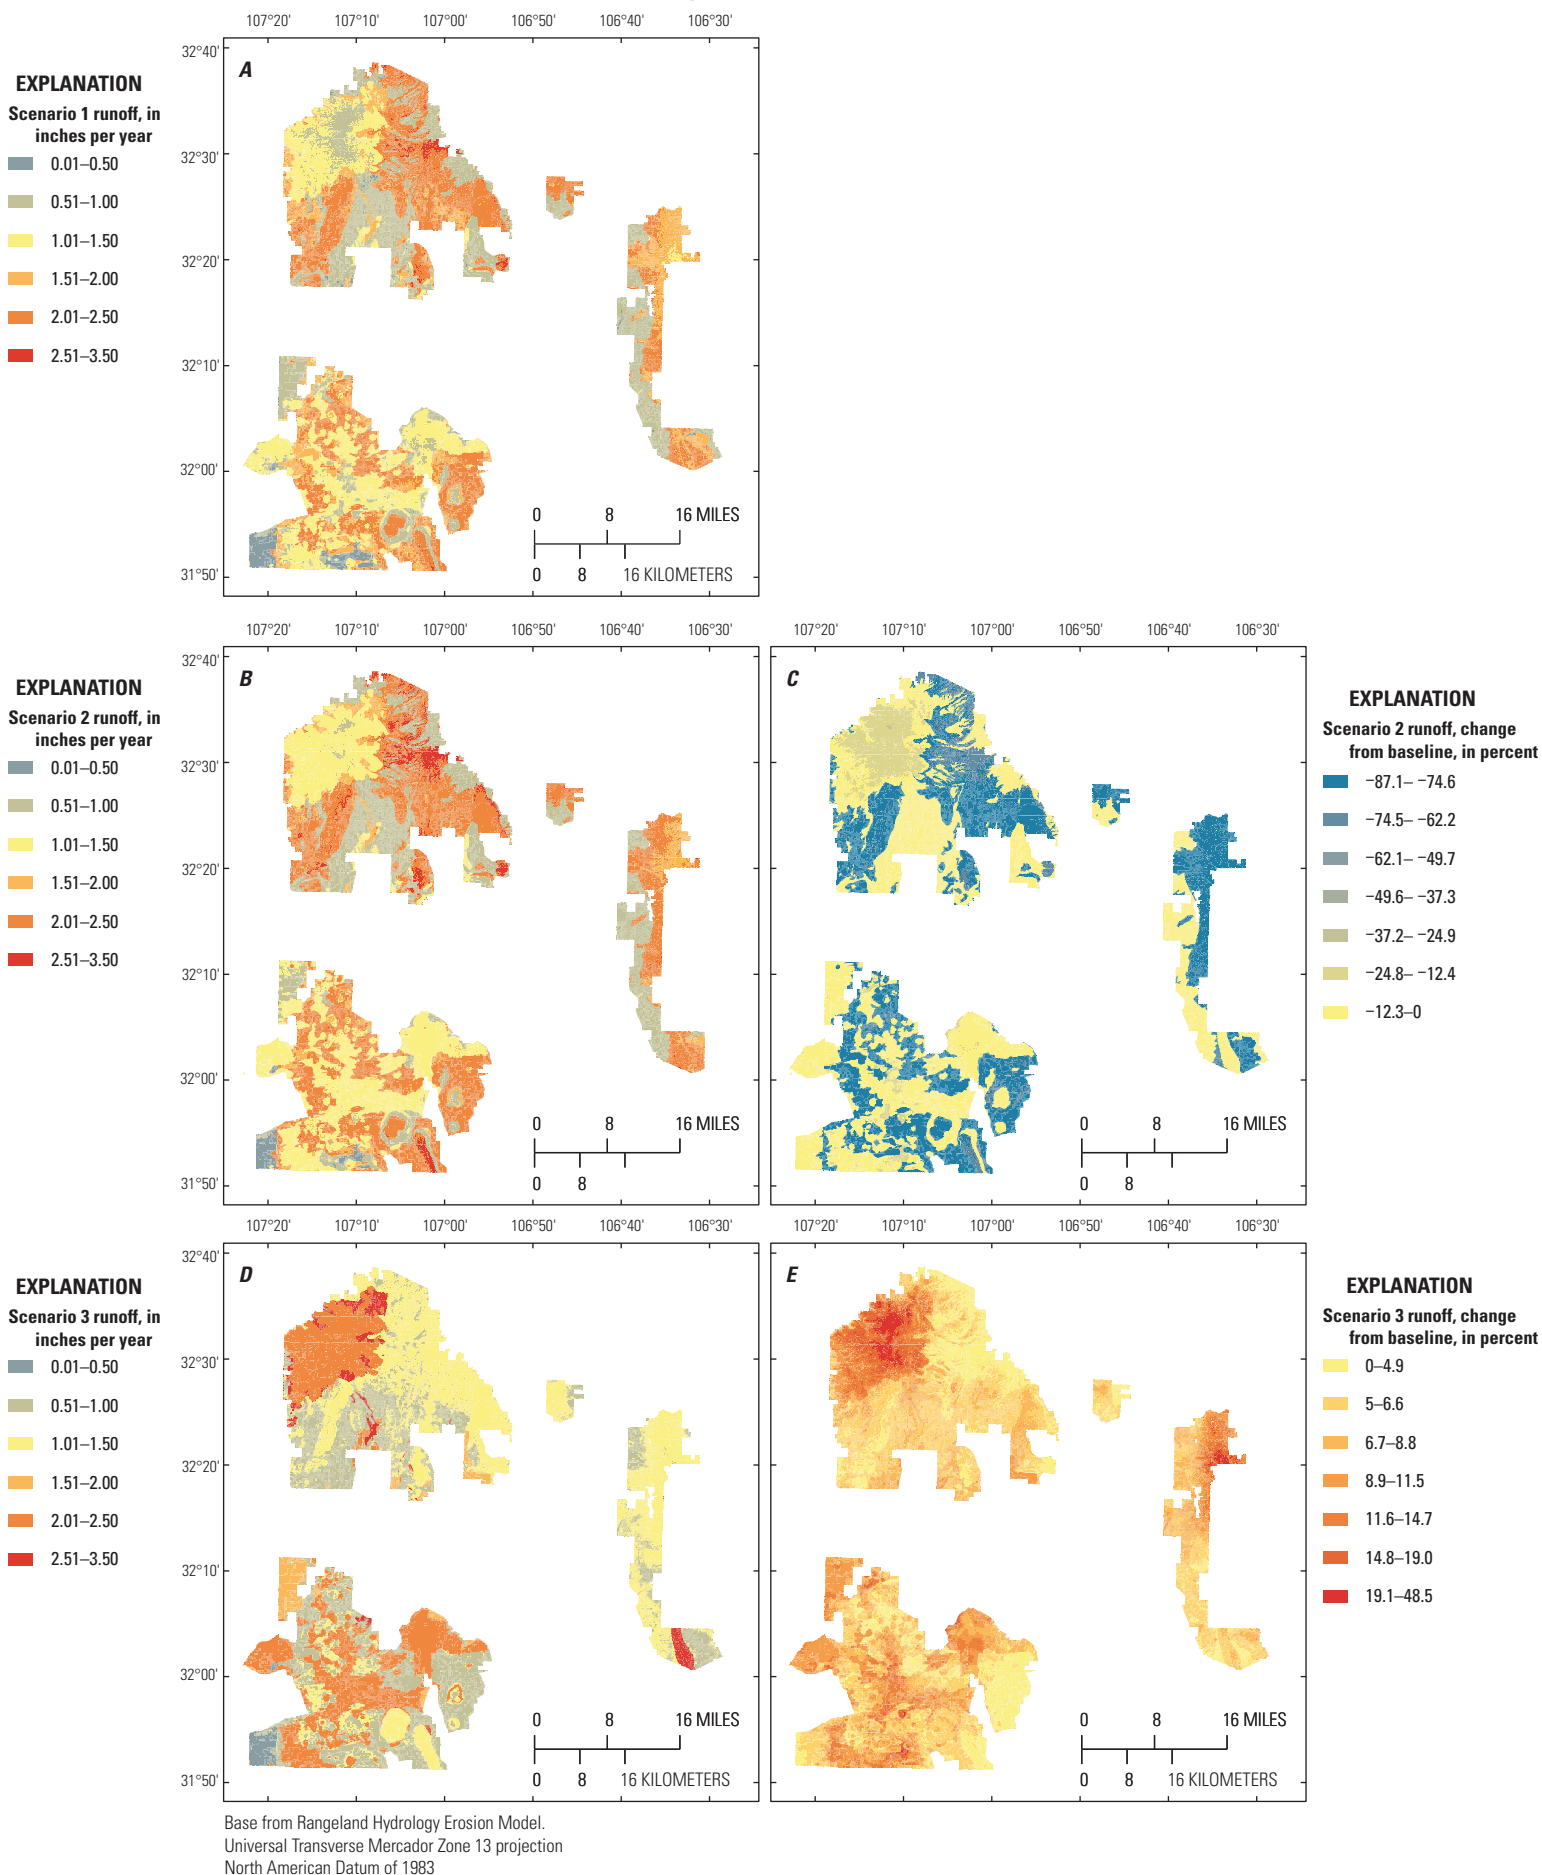 107°20' 107°10' 107°00' 106°50' 106°40' 106°30'
32°40'
32°30'
32°20'
32°10'
32°00'
31°50'
A
EXPLANATION
Scenario 1 runoff, in
inches per year
0.01–0.50
0.51–1.00
1.01–1.50
1.51–2.00
2.01–2.50
2.51–3.50
0 8 16 MILES
0 8 16 KILOMETERS
107°20' 107°10' 107°00' 106°50' 106°40' 106°30'
32°40'
32°30'
32°20'
32°10'
32°00'
31°50'
B
EXPLANATION
Scenario 2 runoff, in
inches per year
0.01–0.50
0.51–1.00
1.01–1.50
1.51–2.00
2.01–2.50
2.51–3.50
0 8 16 MILES
0 8
107°20' 107°10' 107°00' 106°50' 106°40' 106°30'
C
EXPLANATION
Scenario 2 runoff, change
from baseline, in percent
−87.1– −74.6
−74.5– −62.2
−62.1– −49.7
−49.6– −37.3
−37.2– −24.9
−24.8– −12.4
−12.3–0
0 8 16 MILES
0 8
107°20' 107°10' 107°00' 106°50' 106°40' 106°30'
32°40'
32°30'
32°20'
32°10'
32°00'
31°50'
D
EXPLANATION
Scenario 3 runoff, in
inches per year
0.01–0.50
0.51–1.00
1.01–1.50
1.51–2.00
2.01–2.50
2.51–3.50
0 8 16 MILES
0 8 16 KILOMETERS
107°20' 107°10' 107°00' 106°50' 106°40' 106°30'
E
EXPLANATION
Scenario 3 runoff, change
from baseline, in percent
0–4.9
5–6.6
6.7–8.8
8.9–11.5
11.6–14.7
14.8–19.0
19.1–48.5
0 8 16 MILES
0 8 16 KILOMETERS
Base from Rangeland Hydrology Erosion Model.
Universal Transverse Mercador Zone 13 projection
North American Datum of 1983